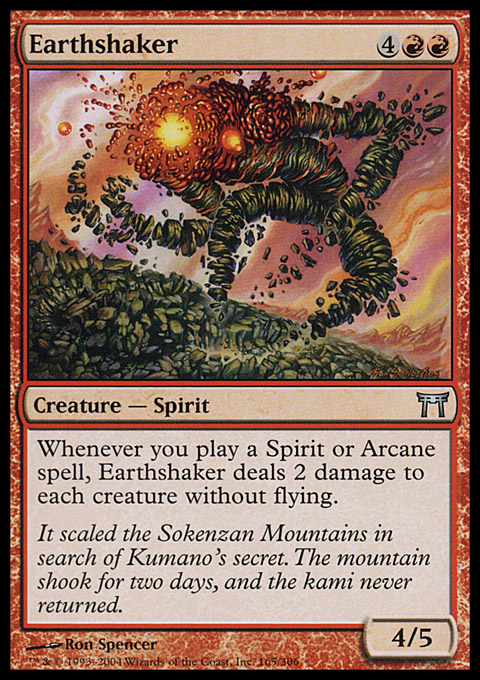 Earthshaker
4
Creature — Spirit
Whenever you play a Spirit or Arcane
spell, Earthshaker deals 2 damage to
each creature without flying.
It scaled the Sokenzan Mountains in
search of Kumano's secret. The mountain
shook for two days, and the kami never
returned.
Ron Spencer
4/5
™ & © 1993–2004 Wizards of the Coast, Inc. 165/306